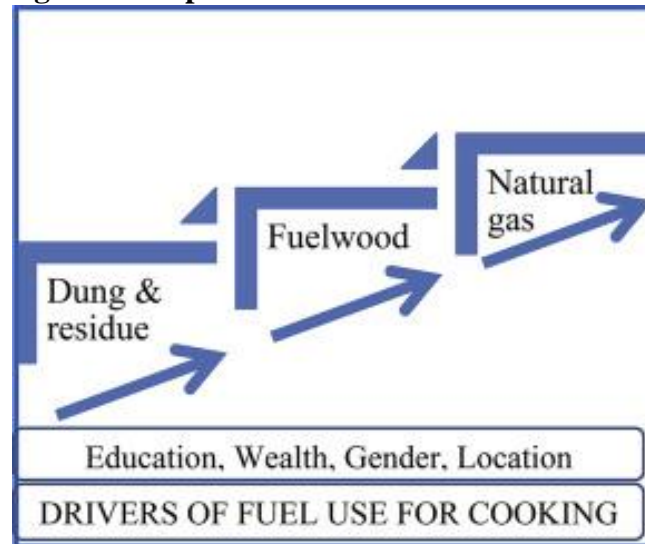 Natural
gas
Fuelwood
Dung &
residue
Education, Wealth, Gender, Location
DRIVERS OF FUEL USE FOR COOKING